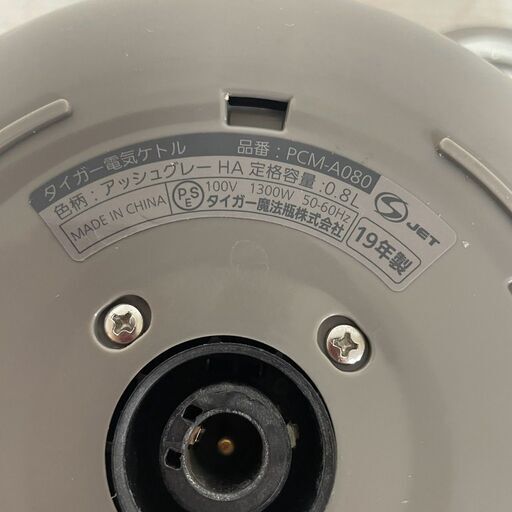 タイガー電気ケトル 品番：PCM-A080
色柄：アッシュグレー HA 定格容量：0.8L
MADE IN CHINA
PSE
100V 1300W 50-60Hz
タイガー魔法瓶株式会社
19年製
S JET